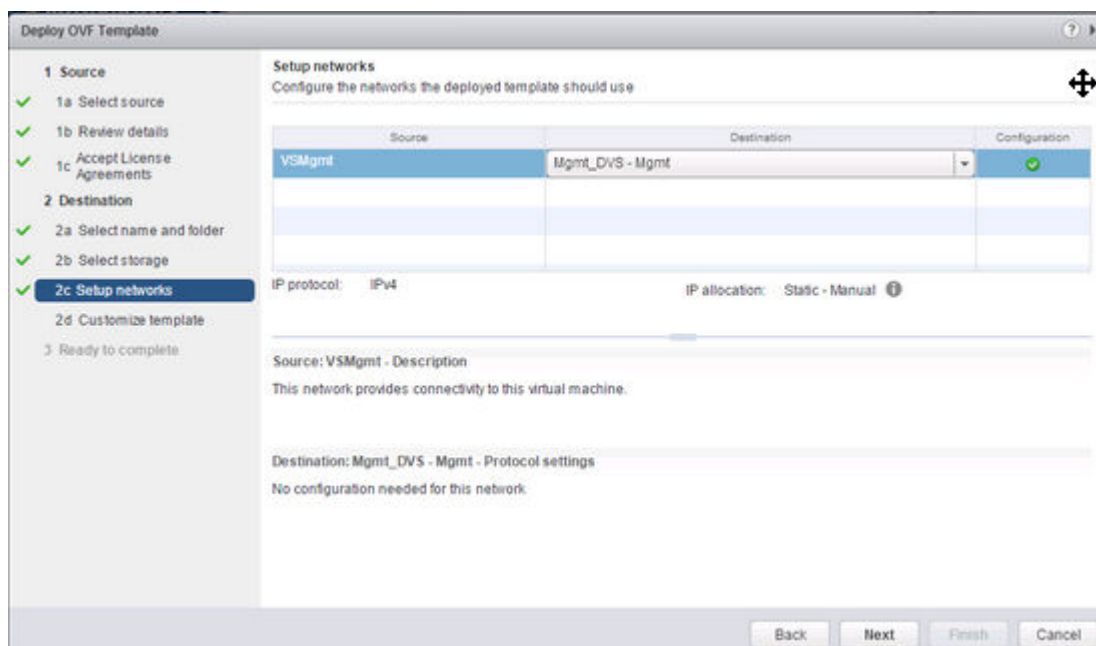 Deploy OVF Template
?
1 Source
1a Select source
1b Review details
1c Accept License
Agreements
2 Destination
2a Select name and folder
2b Select storage
2c Setup networks
2d Customize template
3 Ready to complete
Setup networks
Configure the networks the deployed template should use
Source Destination Configuration
VSMgmt Mgmt_DVS - Mgmt
IP protocol: IPv4 IP allocation: Static - Manual
Source: VSMgmt - Description
This network provides connectivity to this virtual machine.
Destination: Mgmt_DVS - Mgmt - Protocol settings
No configuration needed for this network
Back Next Finish Cancel